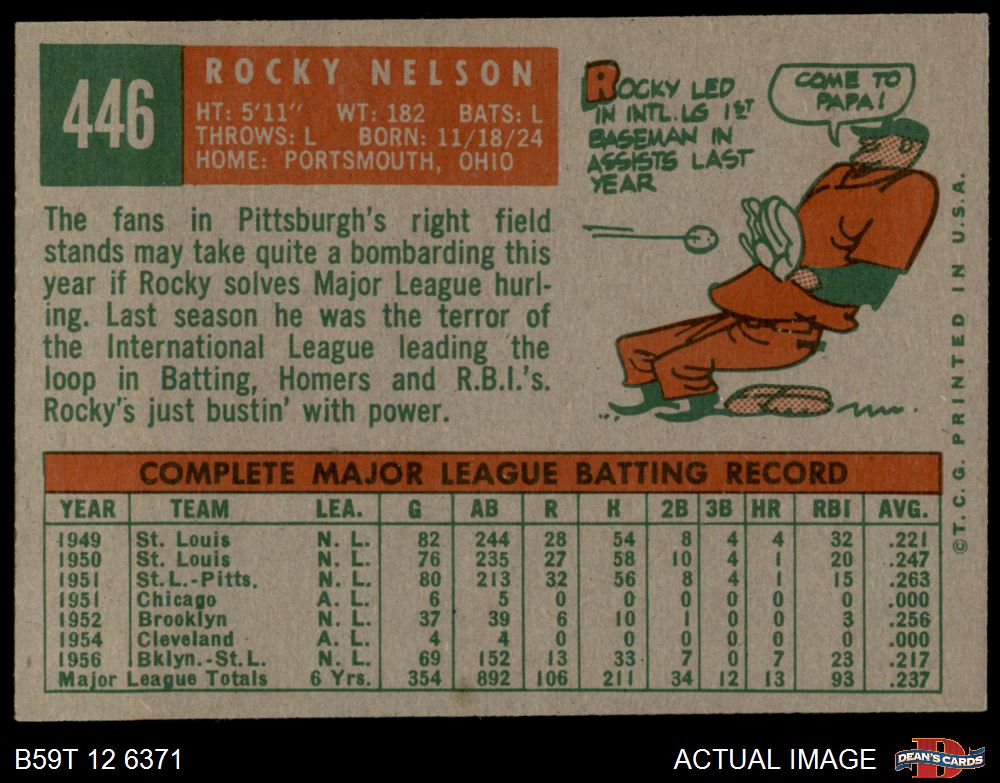 446
ROCKY NELSON
HT: 5'11" WT: 182 BATS: L
THROWS: L BORN: 11/18/24
HOME: PORTSMOUTH, OHIO
The fans in Pittsburgh's right field
stands may take quite a bombarding this
year if Rocky solves Major League hurl-
ing. Last season he was the terror of
the International League leading the
loop in Batting, Homers and R.B.I.'s.
Rocky's just bustin' with power.
ROCKY LED
IN INTL. LG 1ST
BASEMAN IN
ASSISTS LAST
YEAR
COME TO
PAPA!
COMPLETE MAJOR LEAGUE BATTING RECORD
YEAR TEAM LEA. G AB R H 2B 3B HR RBI AVG.
1949 St. Louis N. L. 82 244 28 54 8 4 4 32 .221
1950 St. Louis N. L. 76 235 27 58 10 4 1 20 .247
1951 St.L.-Pitts. N. L. 80 213 32 56 8 4 1 15 .263
1951 Chicago A. L. 6 5 0 0 0 0 0 0 .000
1952 Brooklyn N. L. 37 39 6 10 1 0 0 3 .256
1954 Cleveland A. L. 4 4 0 0 0 0 0 0 .000
1956 Bklyn.-St.L. N. L. 69 152 13 33 7 0 7 23 .217
Major League Totals 6 Yrs. 354 892 106 211 34 12 13 93 .237
© T. C. G. PRINTED IN U.S.A.
B59T 12 6371
ACTUAL IMAGE
D
DEAN'S CARDS